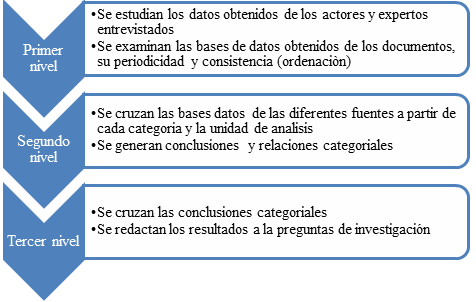 Primer
nivel
•Se estudian los datos obtenidos de los actores y expertos
entrevistados
•Se examinan las bases de datos obtenidos de los documentos,
su periodicidad y consistencia (ordenaciòn)
Segundo
nivel
•Se cruzan las bases datos de las diferentes fuentes a partir de
cada categoria y la unidad de analisis
•Se generan conclusiones y relaciones categoriales
Tercer nivel
•Se cruzan las conclusiones categoriales
•Se redactan los resultados a la preguntas de investigación